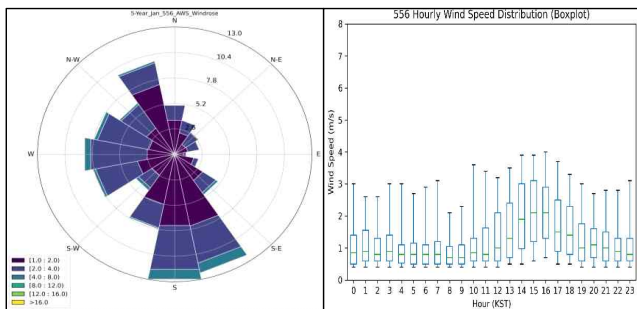 5-Year_Jan_556_AWS_Windrose
N
13.0
N-W
N-E
10.4
7.8
5.2
2.6
W
E
S-W
S-E
S
[1.0 : 2.0)
[2.0 : 4.0)
[4.0 : 8.0)
[8.0 : 12.0)
[12.0 : 16.0)
>16.0
556 Hourly Wind Speed Distribution (Boxplot)
Wind Speed (m/s)
8
7
6
5
4
3
2
1
0
0 1 2 3 4 5 6 7 8 9 10 11 12 13 14 15 16 17 18 19 20 21 22 23
Hour (KST)